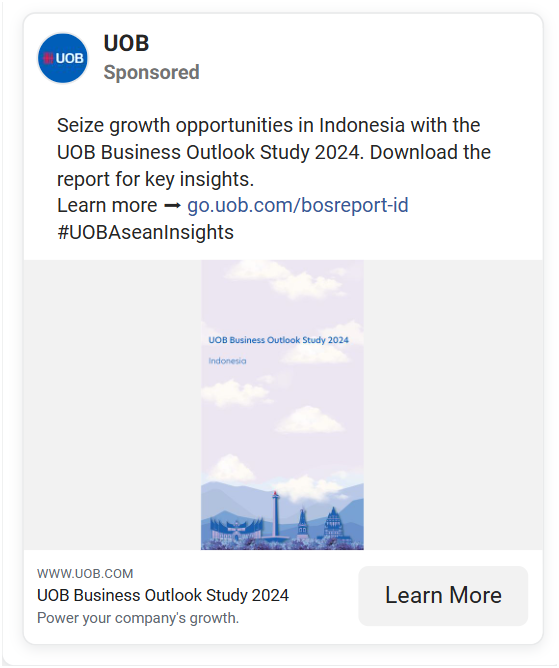 UOB
UOB
Sponsored
Seize growth opportunities in Indonesia with the
UOB Business Outlook Study 2024. Download the
report for key insights.
Learn more ➡ go.uob.com/bosreport-id
#UOBAseanInsights
UOB Business Outlook Study 2024
Indonesia
WWW.UOB.COM
UOB Business Outlook Study 2024
Power your company's growth.
Learn More